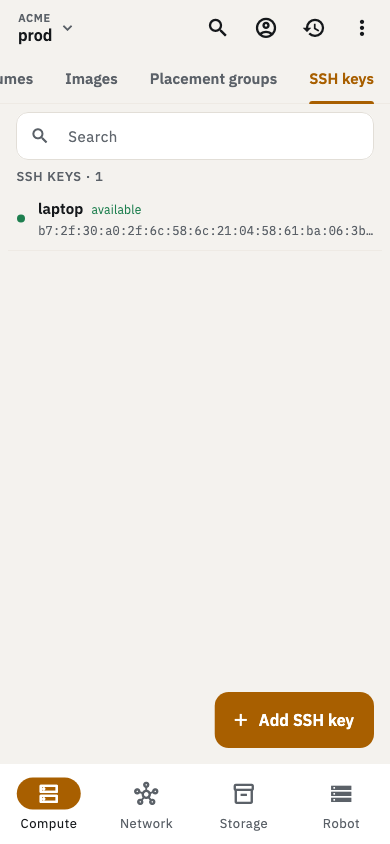 ACME
prod
umes
Images
Placement groups
SSH keys
Search
SSH KEYS · 1
laptop available
b7:2f:30:a0:2f:6c:58:6c:21:04:58:61:ba:06:3b…
+ Add SSH key
Compute
Network
Storage
Robot